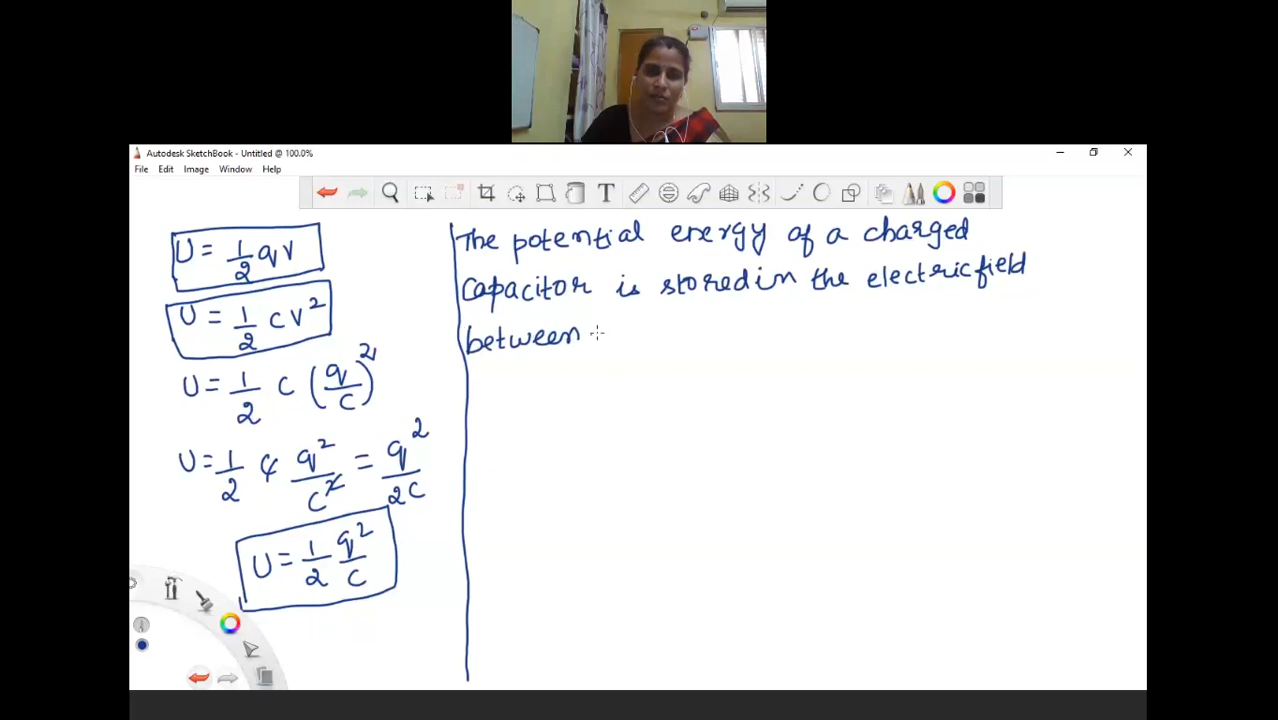 Autodesk SketchBook - Untitled @ 100.0%
File Edit Image Window Help
T
U = 1/2 qV
U = 1/2 CV²
U = 1/2 C (q/C)²
U = 1/2 C q²/C² = q²/2C
U = 1/2 q²/C
The potential energy of a charged
Capacitor is stored in the electric field
between